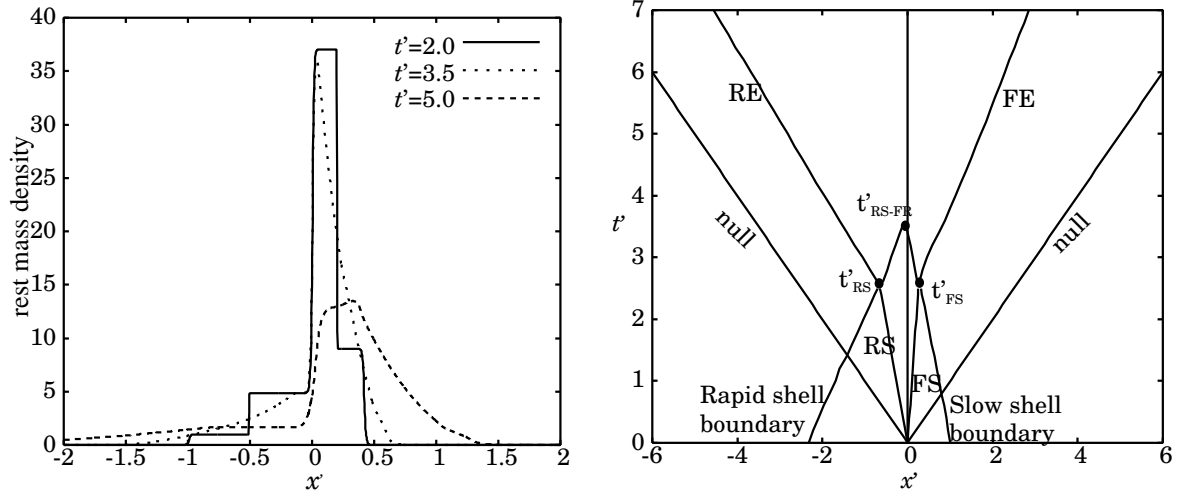 rest mass density
40
35
30
25
20
15
10
5
0
t'=2.0
t'=3.5
t'=5.0
-2 -1.5 -1 -0.5 0 0.5 1 1.5 2
x'
t'
7
6
5
4
3
2
1
0
RE
FE
null
null
t'RS-FR
t'RS
t'FS
RS
FS
Rapid shell
boundary
Slow shell
boundary
-6 -4 -2 0 2 4 6
x'